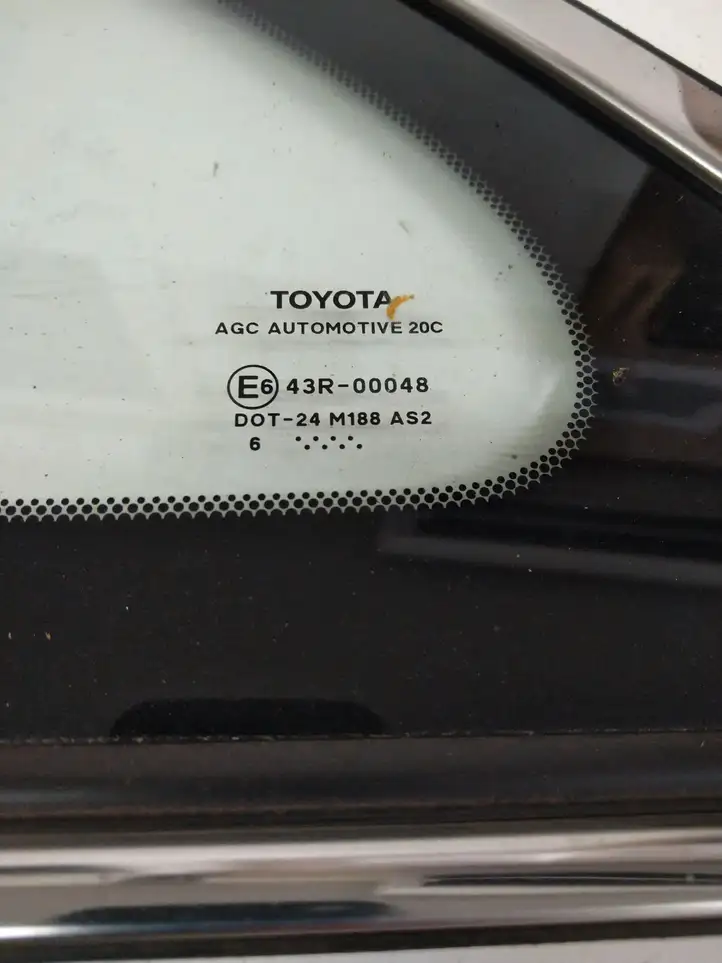 TOYOTA
AGC AUTOMOTIVE 20C
E6 43R-00048
DOT-24 M188 AS2
6